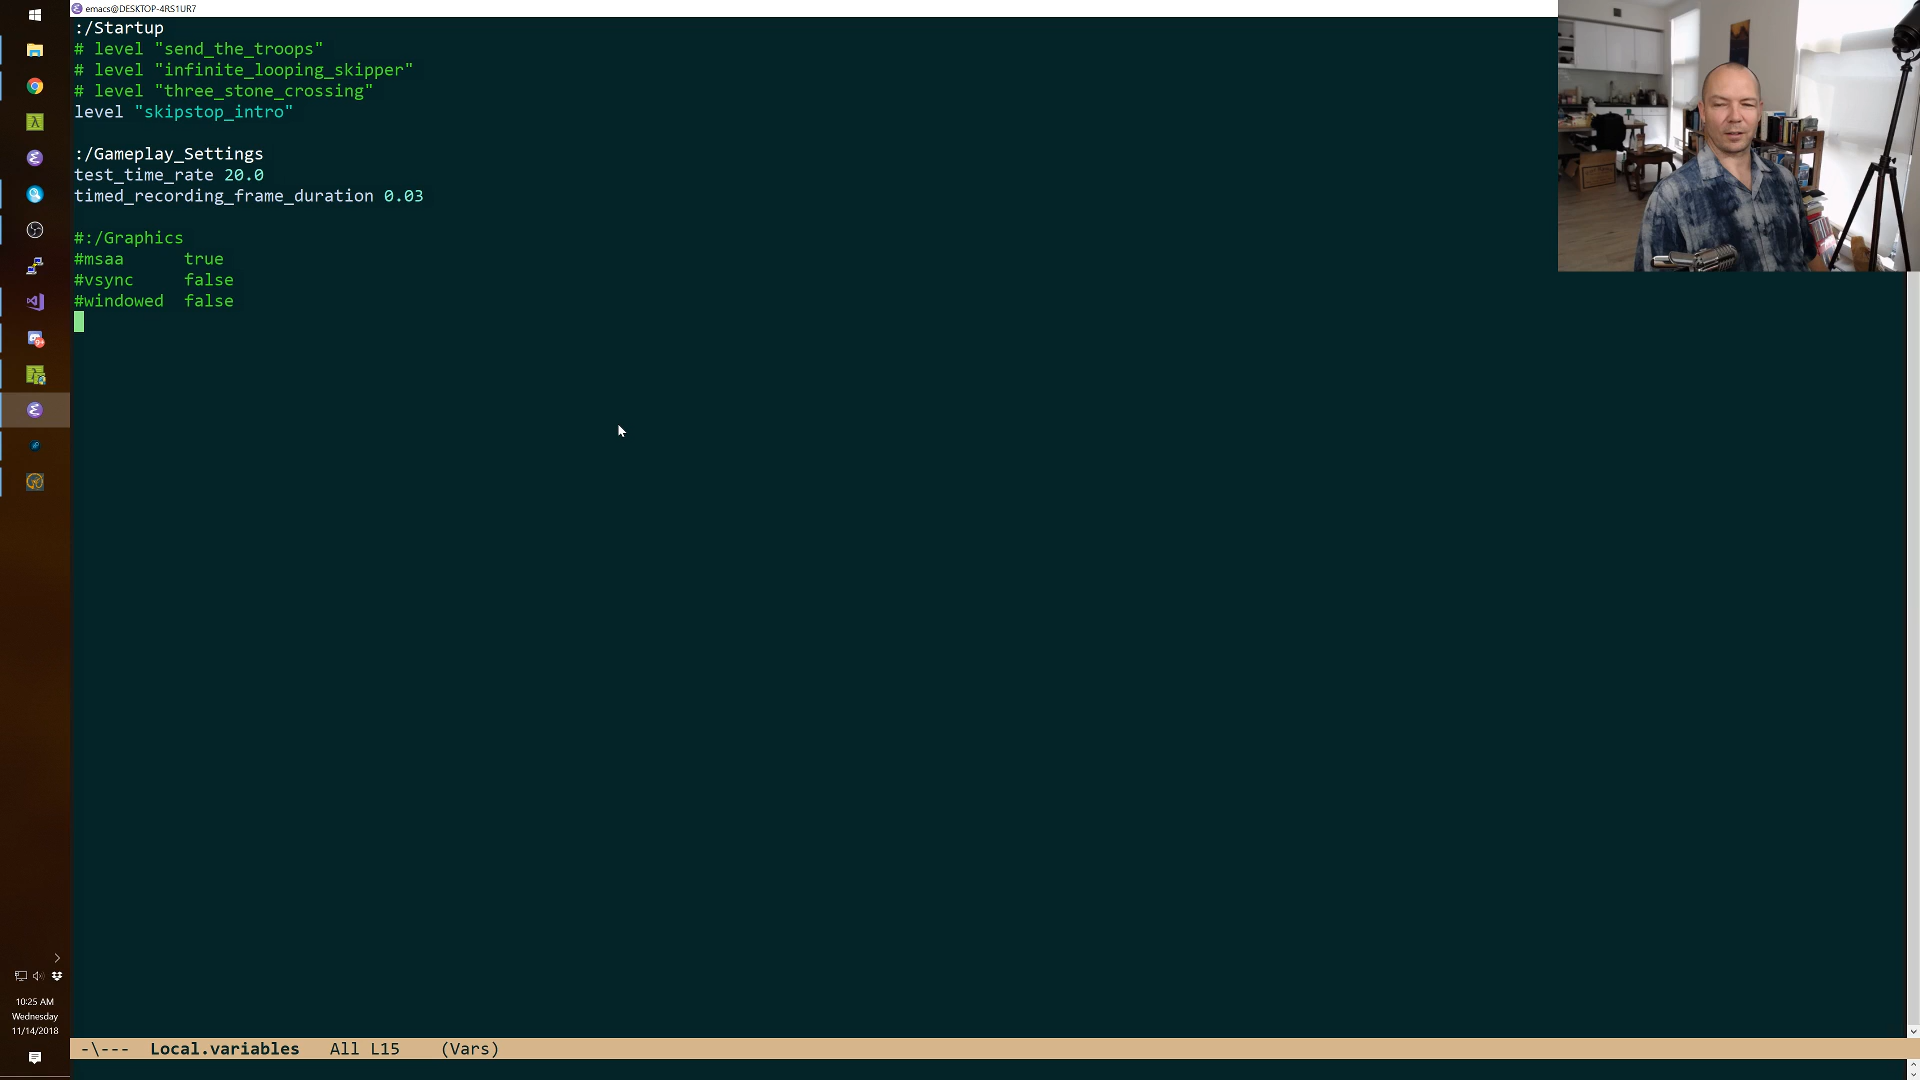 emacs@DESKTOP-4RS1UR7
:/Startup
# level "send_the_troops"
# level "infinite_looping_skipper"
# level "three_stone_crossing"
level "skipstop_intro"
:/Gameplay_Settings
test_time_rate 20.0
timed_recording_frame_duration 0.03
#:/Graphics
#msaa      true
#vsync     false
#windowed  false
10:25 AM
Wednesday
11/14/2018
-\---  Local.variables   All L15    (Vars)